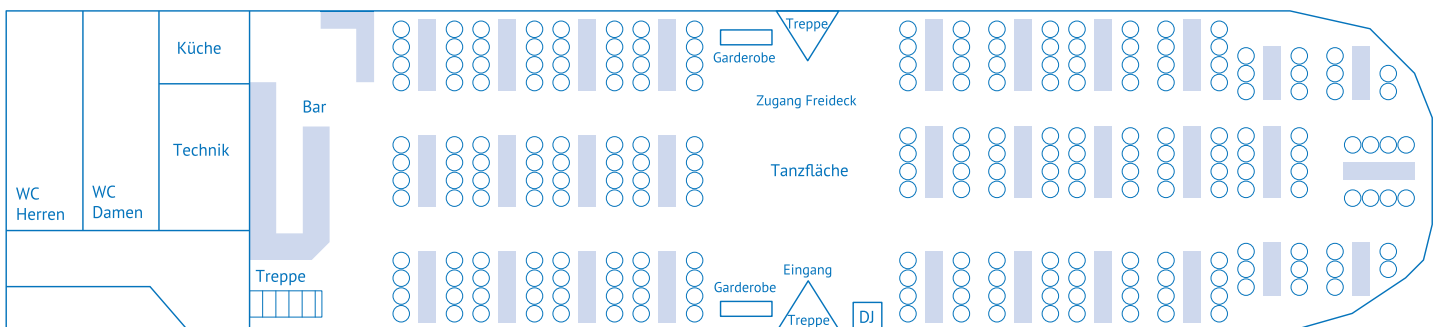 WC
Herren
WC
Damen
Küche
Technik
Bar
Treppe
Garderobe
Treppe
Zugang Freideck
Tanzfläche
Eingang
Garderobe
Treppe
DJ